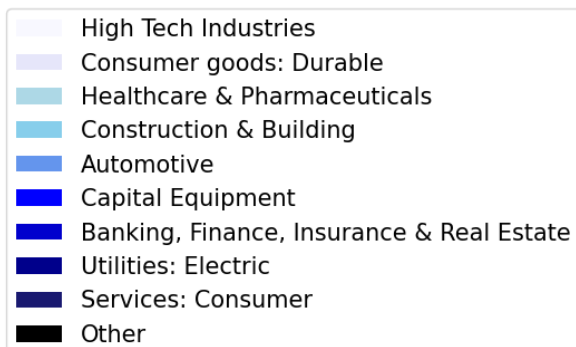 High Tech Industries
Consumer goods: Durable
Healthcare & Pharmaceuticals
Construction & Building
Automotive
Capital Equipment
Banking, Finance, Insurance & Real Estate
Utilities: Electric
Services: Consumer
Other